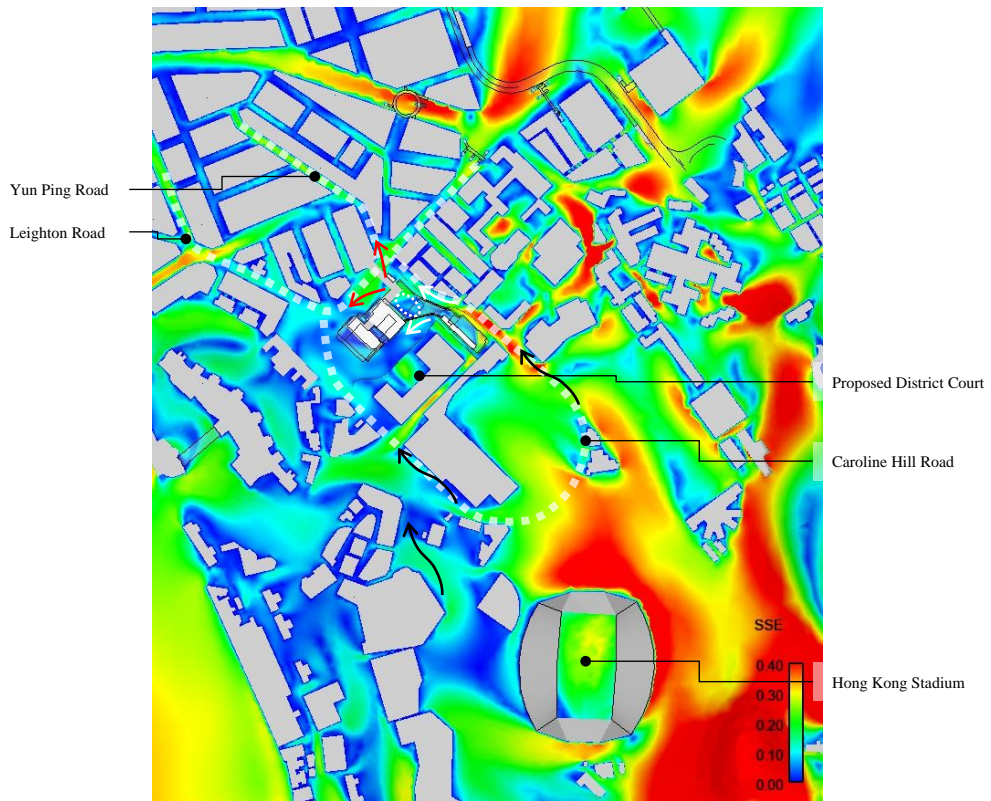 Yun Ping Road
Leighton Road
Proposed District Court
Caroline Hill Road
SSE
0.40
0.30
0.20
0.10
0.00
Hong Kong Stadium